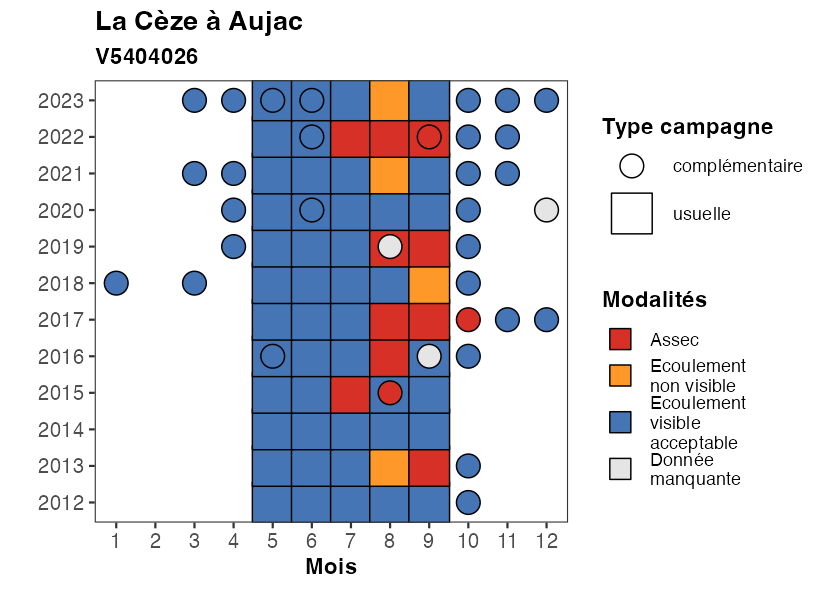 La Cèze à Aujac
V5404026
2023
2022
2021
2020
2019
2018
2017
2016
2015
2014
2013
2012
1 2 3 4 5 6 7 8 9 10 11 12
Mois
Type campagne
complémentaire
usuelle
Modalités
Assec
Ecoulement
non visible
Ecoulement
visible
acceptable
Donnée
manquante